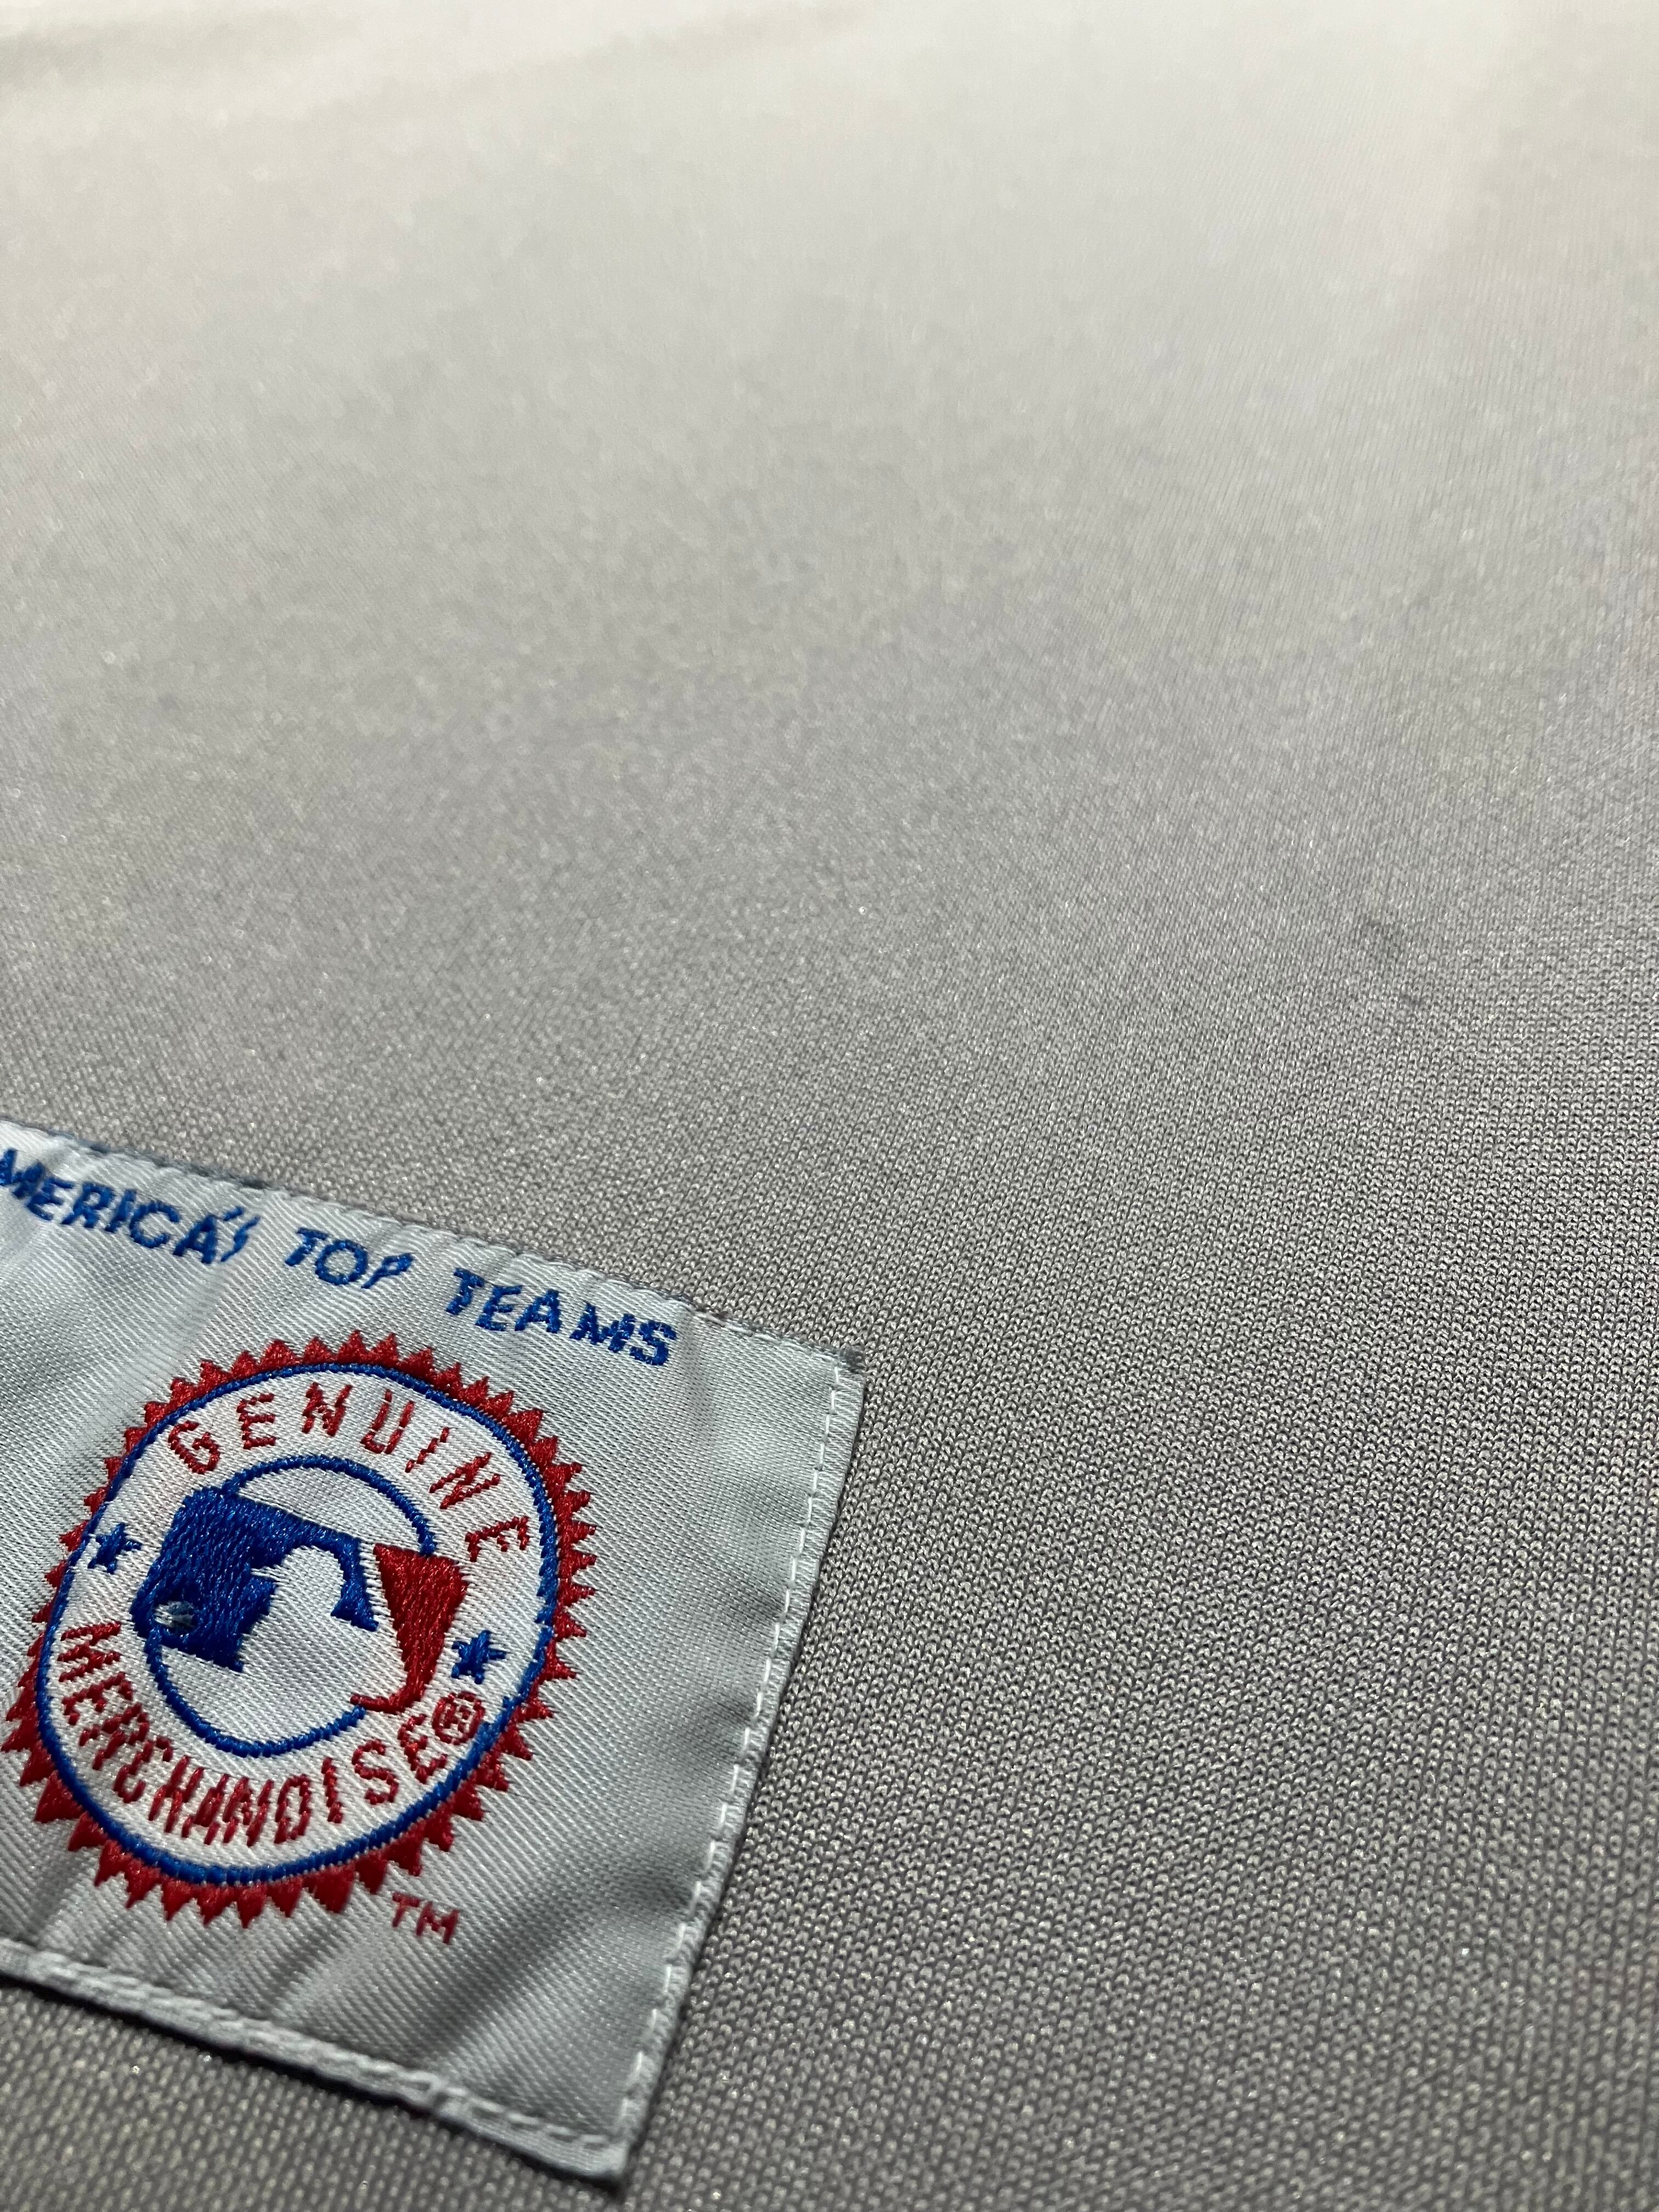 MERICA'S TOP TEAMS
GENUINE
MERCHANDISE®
TM